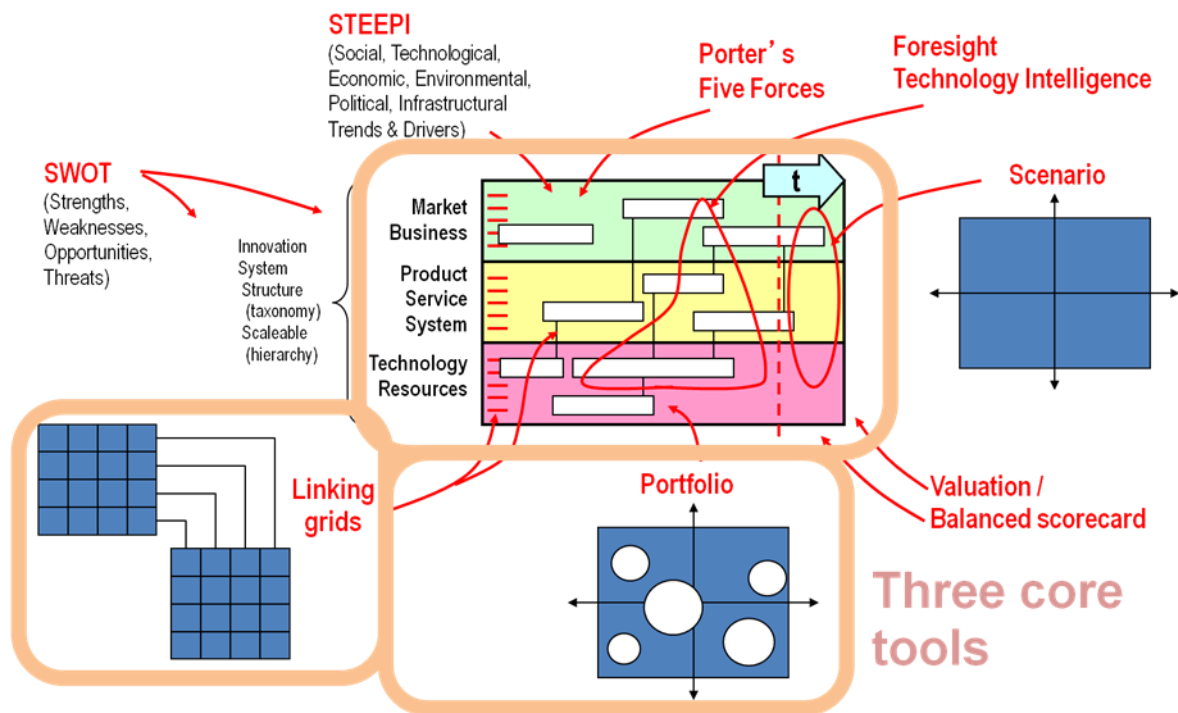 STEEPI
(Social, Technological,
Economic, Environmental,
Political, Infrastructural
Trends & Drivers)
Porter's
Five Forces
Foresight
Technology Intelligence
SWOT
(Strengths,
Weaknesses,
Opportunities,
Threats)
Innovation
System
Structure
(taxonomy)
Scaleable
(hierarchy)
Market
Business
Product
Service
System
Technology
Resources
t
Scenario
Linking
grids
Portfolio
Valuation /
Balanced scorecard
Three core
tools